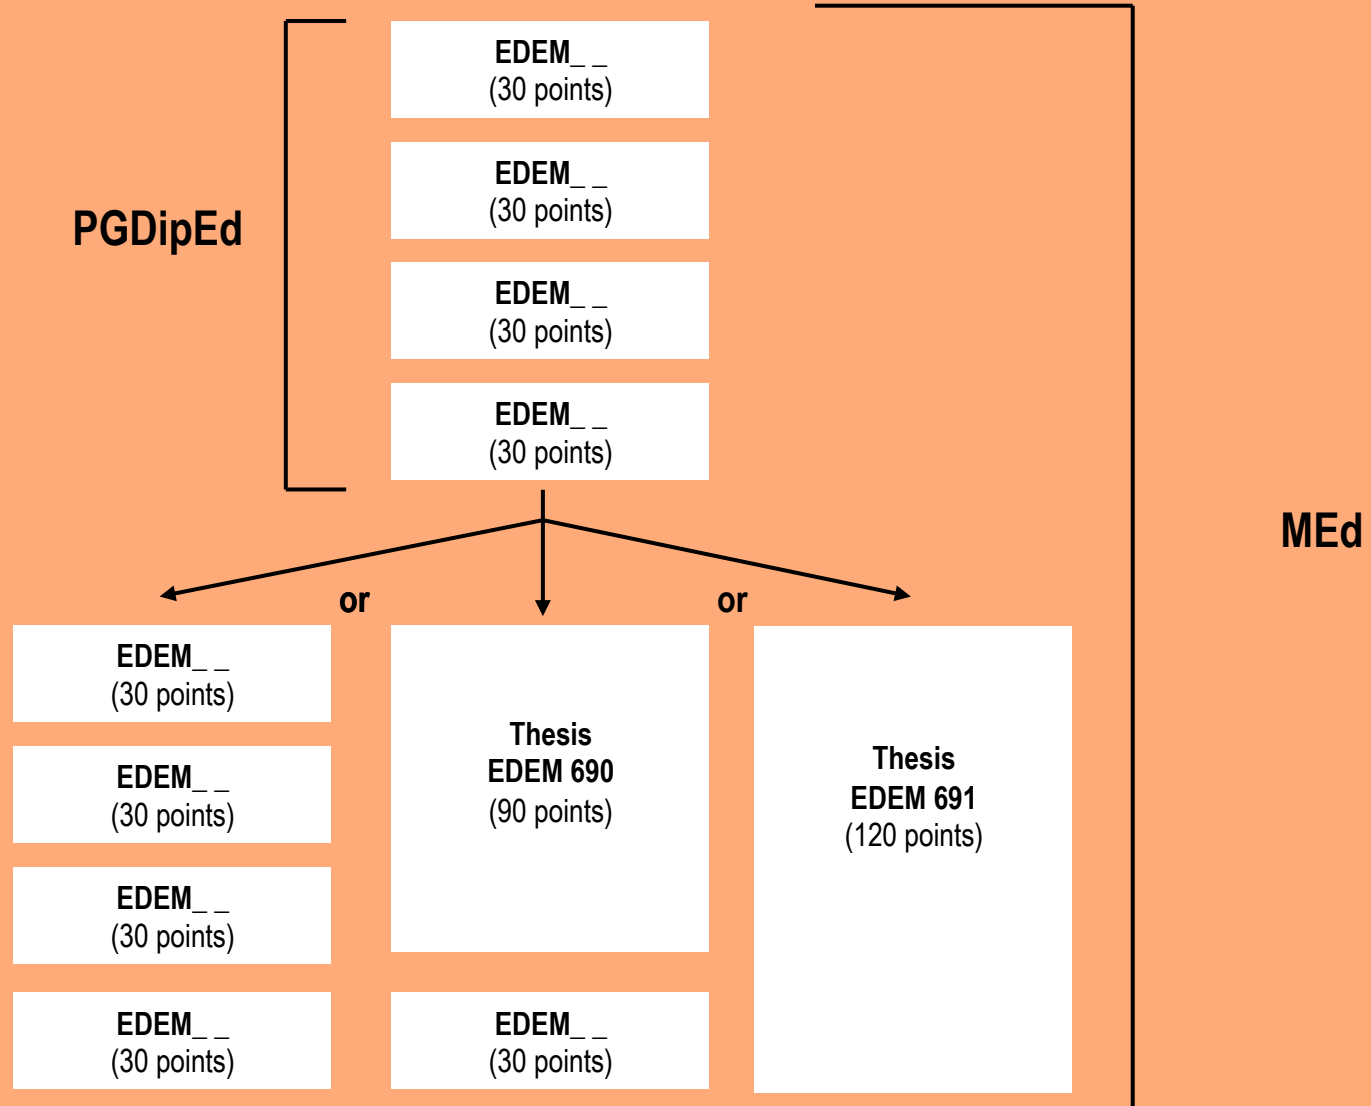 EDEM_ _
(30 points)
EDEM_ _
(30 points)
PGDipEd
EDEM_ _
(30 points)
EDEM_ _
(30 points)
MEd
or
or
EDEM_ _
(30 points)
EDEM_ _
(30 points)
EDEM_ _
(30 points)
EDEM_ _
(30 points)
Thesis
EDEM 690
(90 points)
EDEM_ _
(30 points)
Thesis
EDEM 691
(120 points)